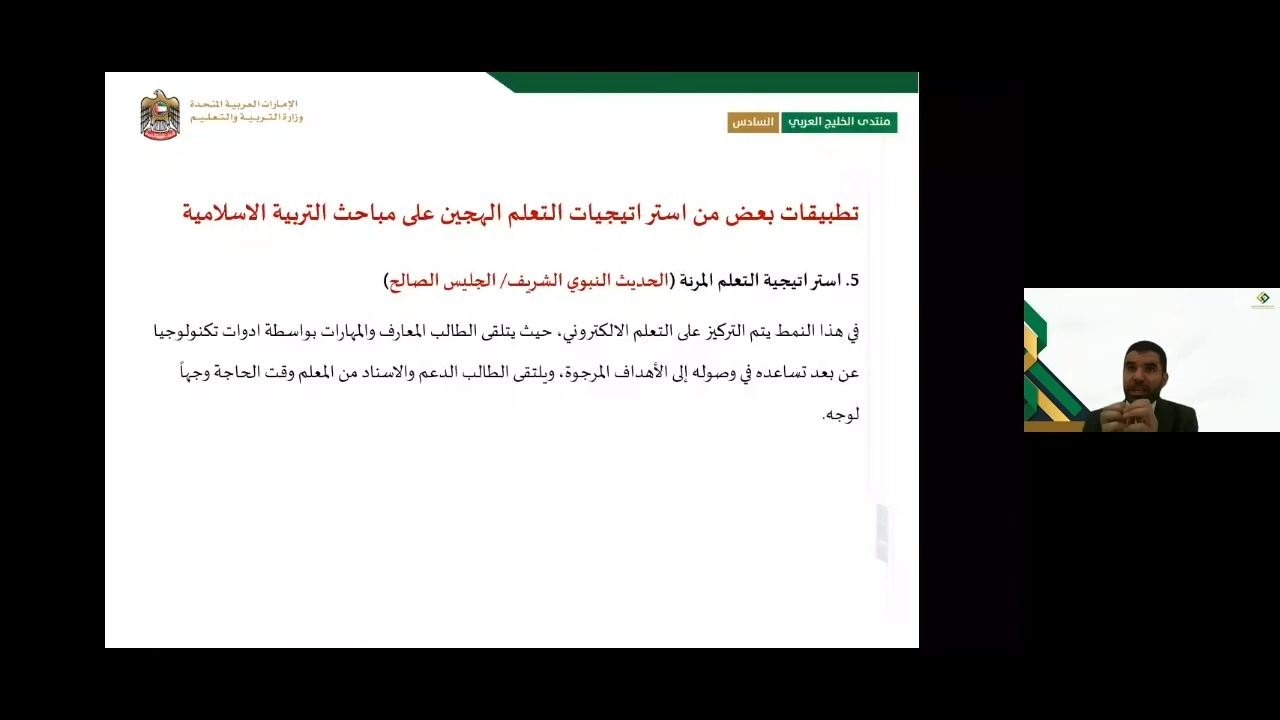 الإمارات العربية المتحدة
وزارة التربية والتعليم
منتدى الخليج العربي السادس
تطبيقات بعض من استراتيجيات التعلم الهجين على مباحث التربية الاسلامية
5. استراتيجية التعلم المرنة (الحديث النبوي الشريف/ الجليس الصالح)
في هذا النمط يتم التركيز على التعلم الالكتروني، حيث يتلقى الطالب المعارف والمهارات بواسطة ادوات تكنولوجيا
عن بعد تساعده في وصوله إلى الأهداف المرجوة، ويلتقى الطالب الدعم والاسناد من المعلم وقت الحاجة وجهاً
لوجه.